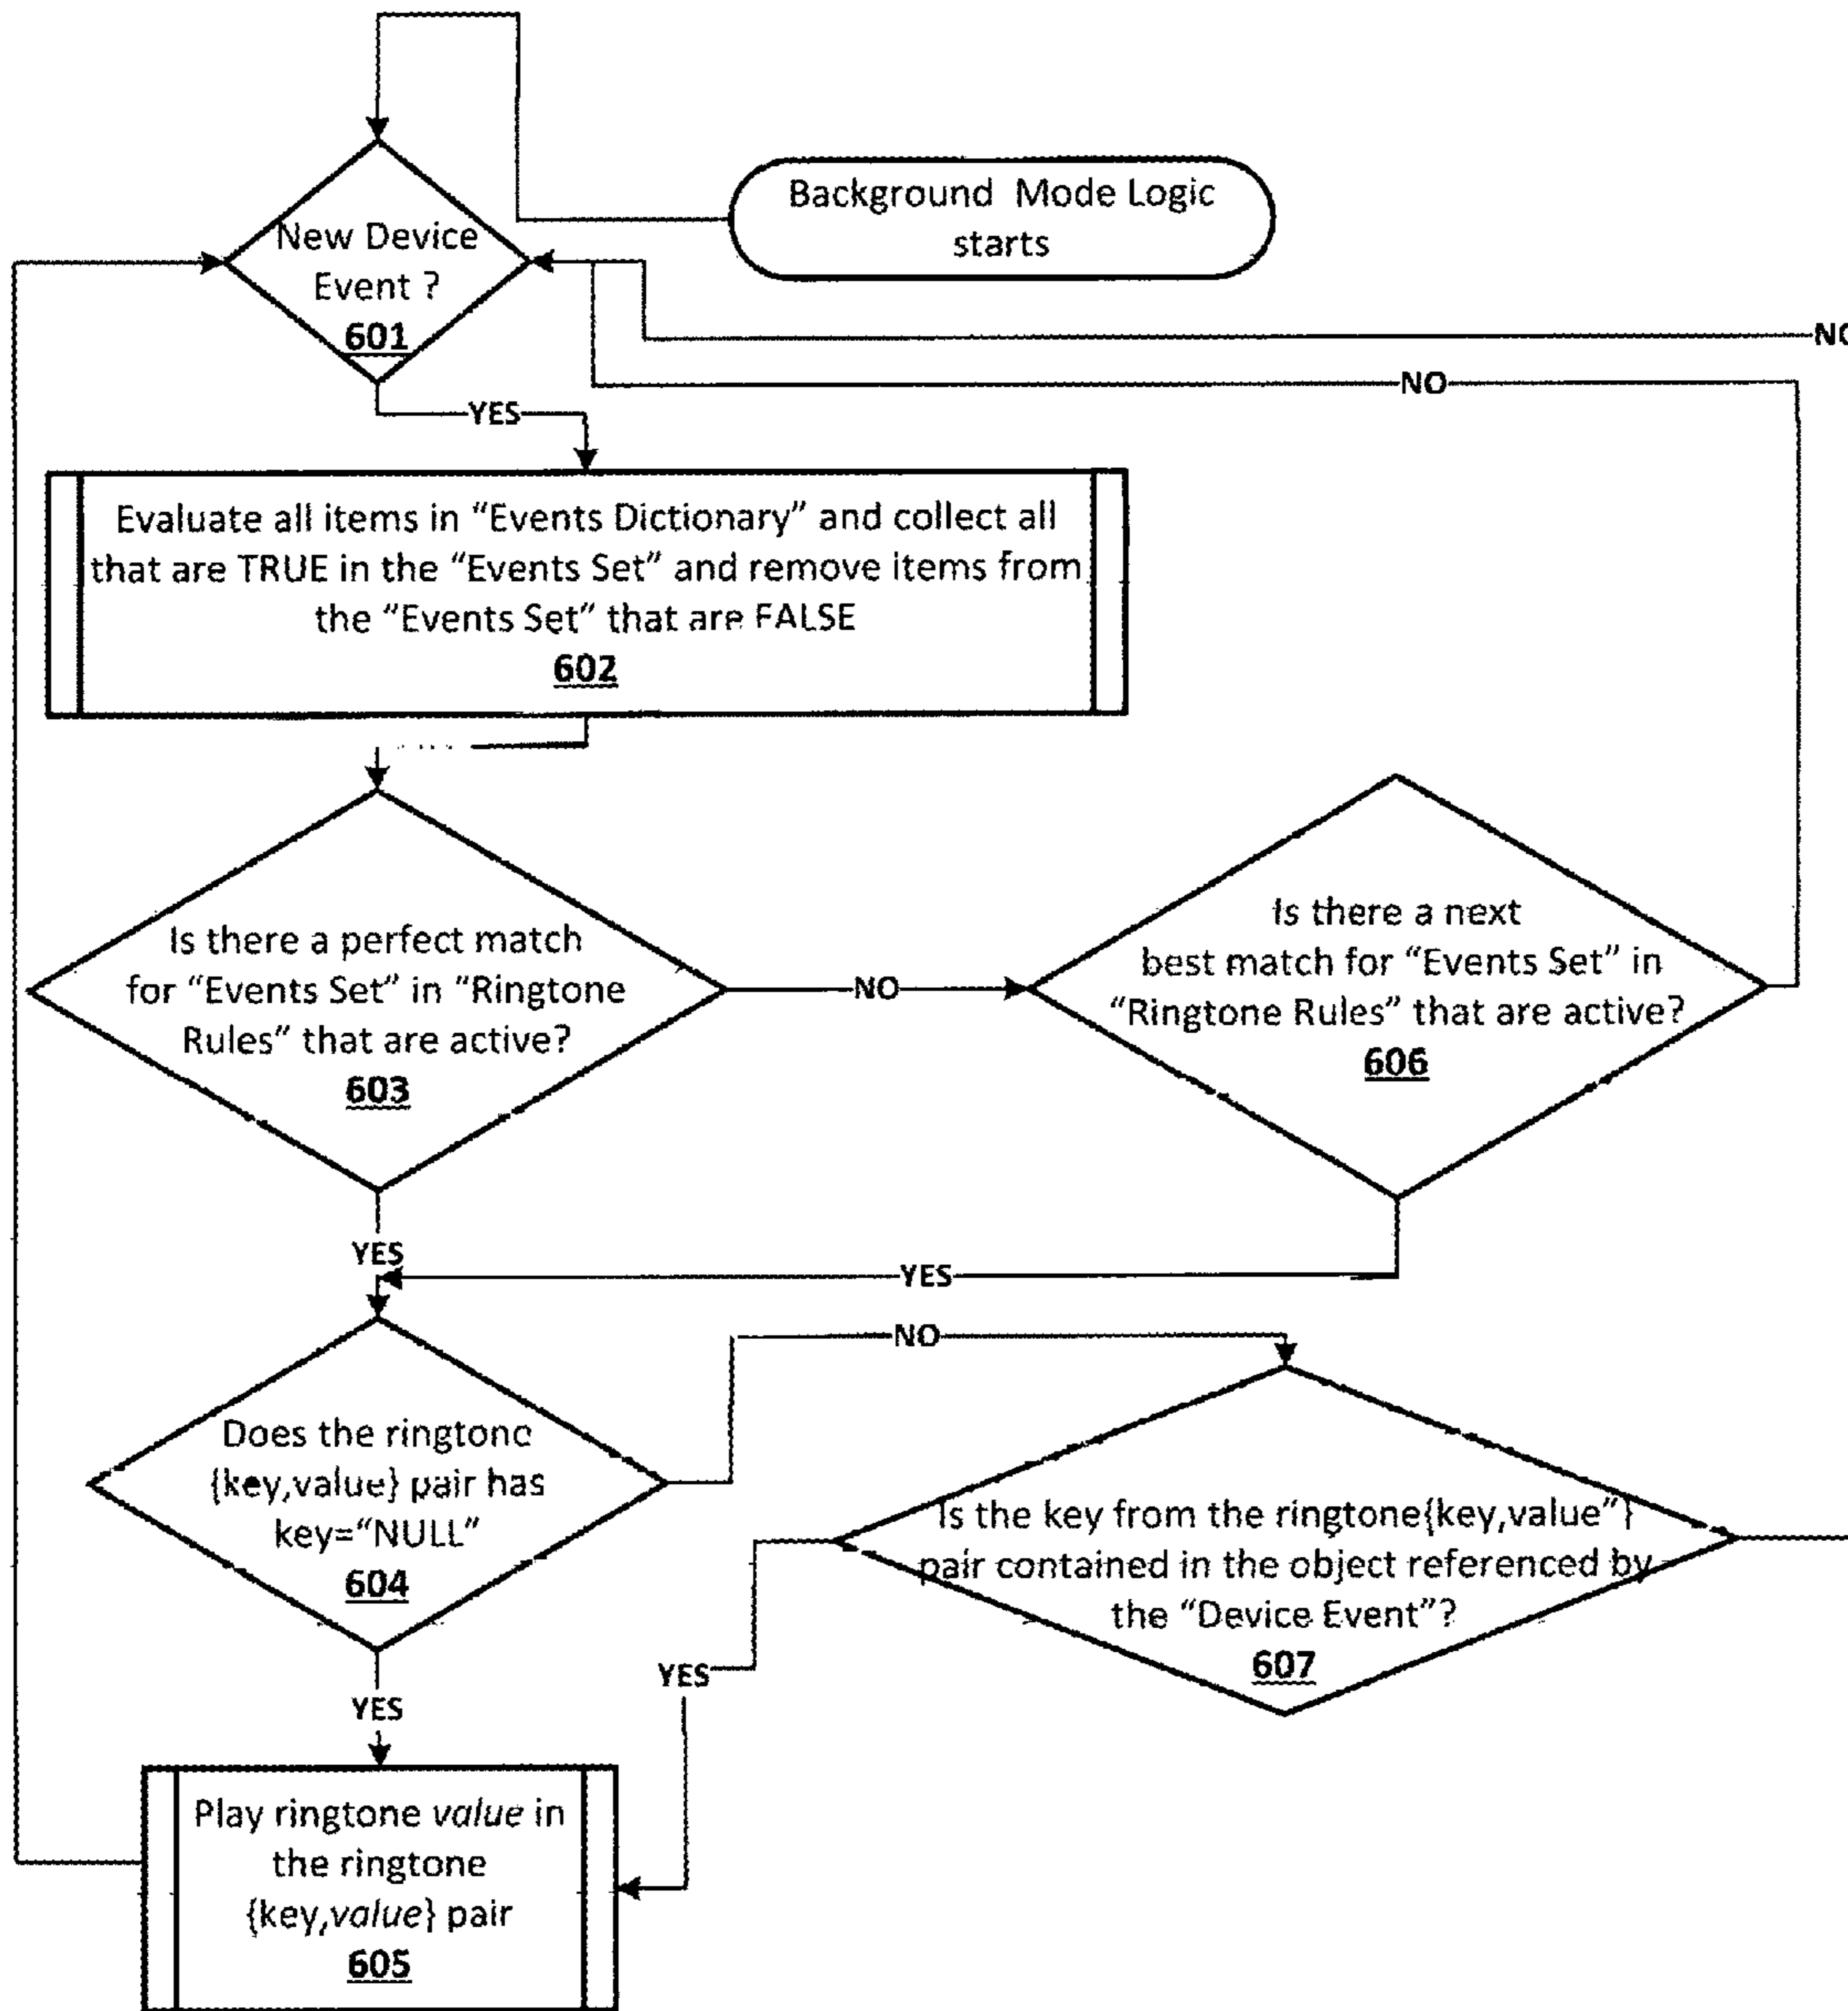 Background Mode Logic
starts
New Device
Event ?
601
NO
NO
YES
Evaluate all items in “Events Dictionary” and collect all
that are TRUE in the “Events Set” and remove items from
the “Events Set” that are FALSE
602
Is there a perfect match
for “Events Set” in “Ringtone
Rules” that are active?
603
NO
Is there a next
best match for “Events Set” in
“Ringtone Rules” that are active?
606
YES
YES
NO
Does the ringtone
{key,value} pair has
key=“NULL”
604
Is the key from the ringtone{key,value”}
pair contained in the object referenced by
the “Device Event”?
607
YES
YES
Play ringtone value in
the ringtone
{key,value} pair
605